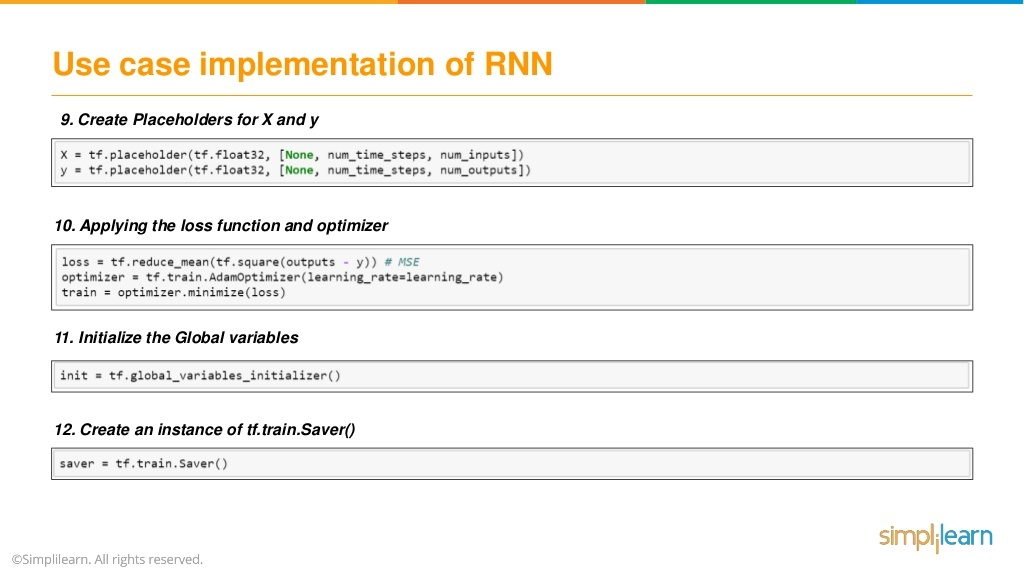 Use case implementation of RNN
9. Create Placeholders for X and y
X = tf.placeholder(tf.float32, [None, num_time_steps, num_inputs])
y = tf.placeholder(tf.float32, [None, num_time_steps, num_outputs])
10. Applying the loss function and optimizer
loss = tf.reduce_mean(tf.square(outputs - y)) # MSE
optimizer = tf.train.AdamOptimizer(learning_rate=learning_rate)
train = optimizer.minimize(loss)
11. Initialize the Global variables
init = tf.global_variables_initializer()
12. Create an instance of tf.train.Saver()
saver = tf.train.Saver()
simplilearn
©Simplilearn. All rights reserved.